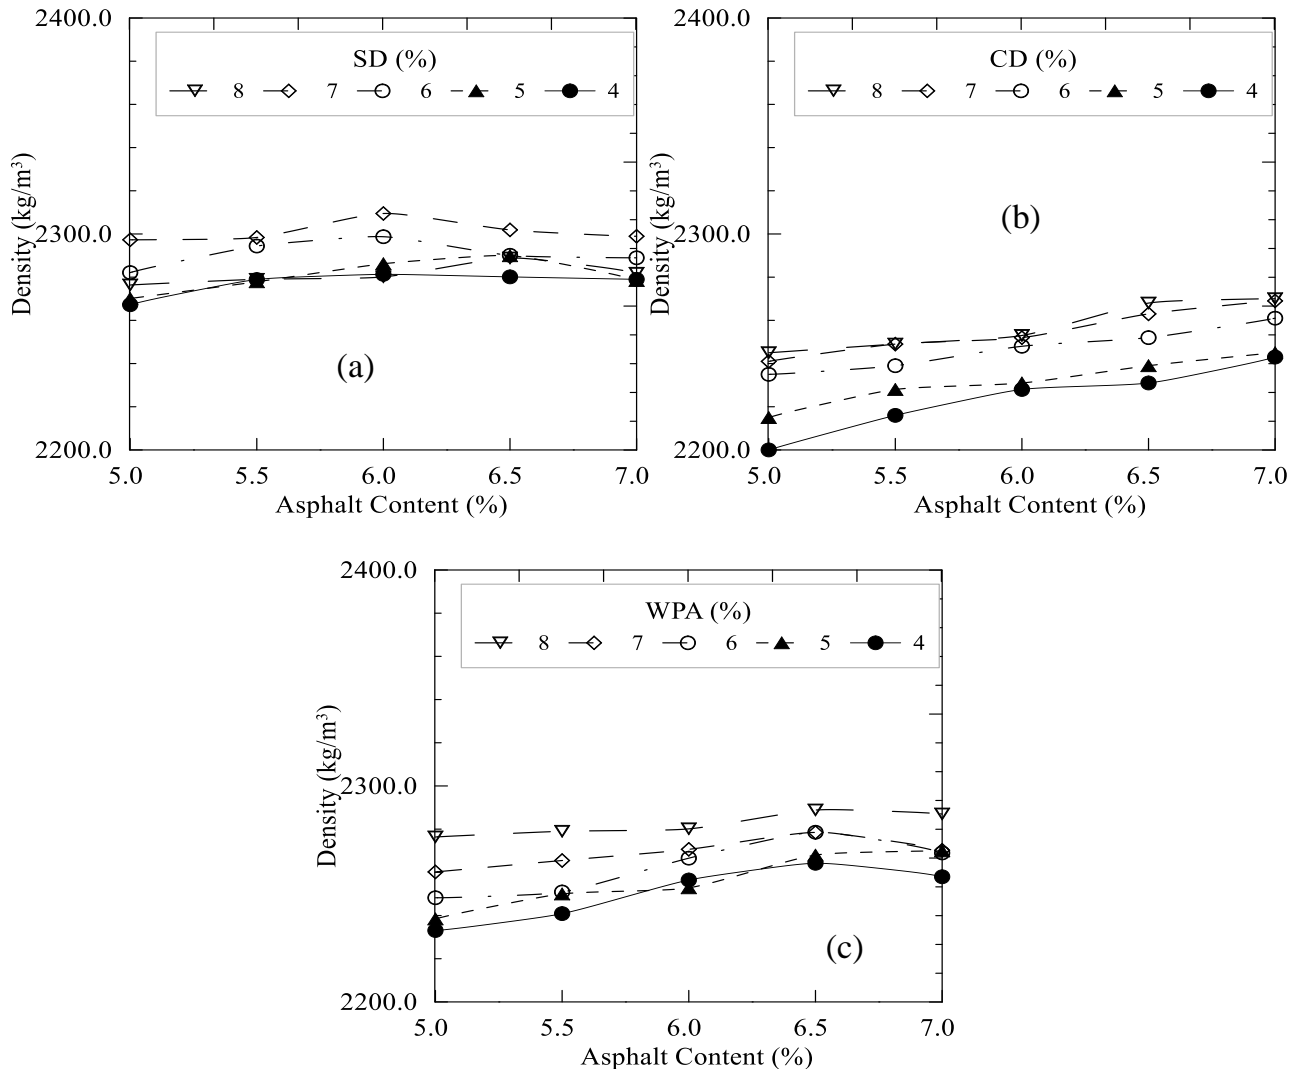 2400.0
SD (%)
8 7 6 5 4
Density (kg/m³)
2300.0
(a)
2200.0
5.0 5.5 6.0 6.5 7.0
Asphalt Content (%)
2400.0
CD (%)
8 7 6 5 4
Density (kg/m³)
(b)
2300.0
2200.0
5.0 5.5 6.0 6.5 7.0
Asphalt Content (%)
2400.0
WPA (%)
8 7 6 5 4
Density (kg/m³)
2300.0
(c)
2200.0
5.0 5.5 6.0 6.5 7.0
Asphalt Content (%)